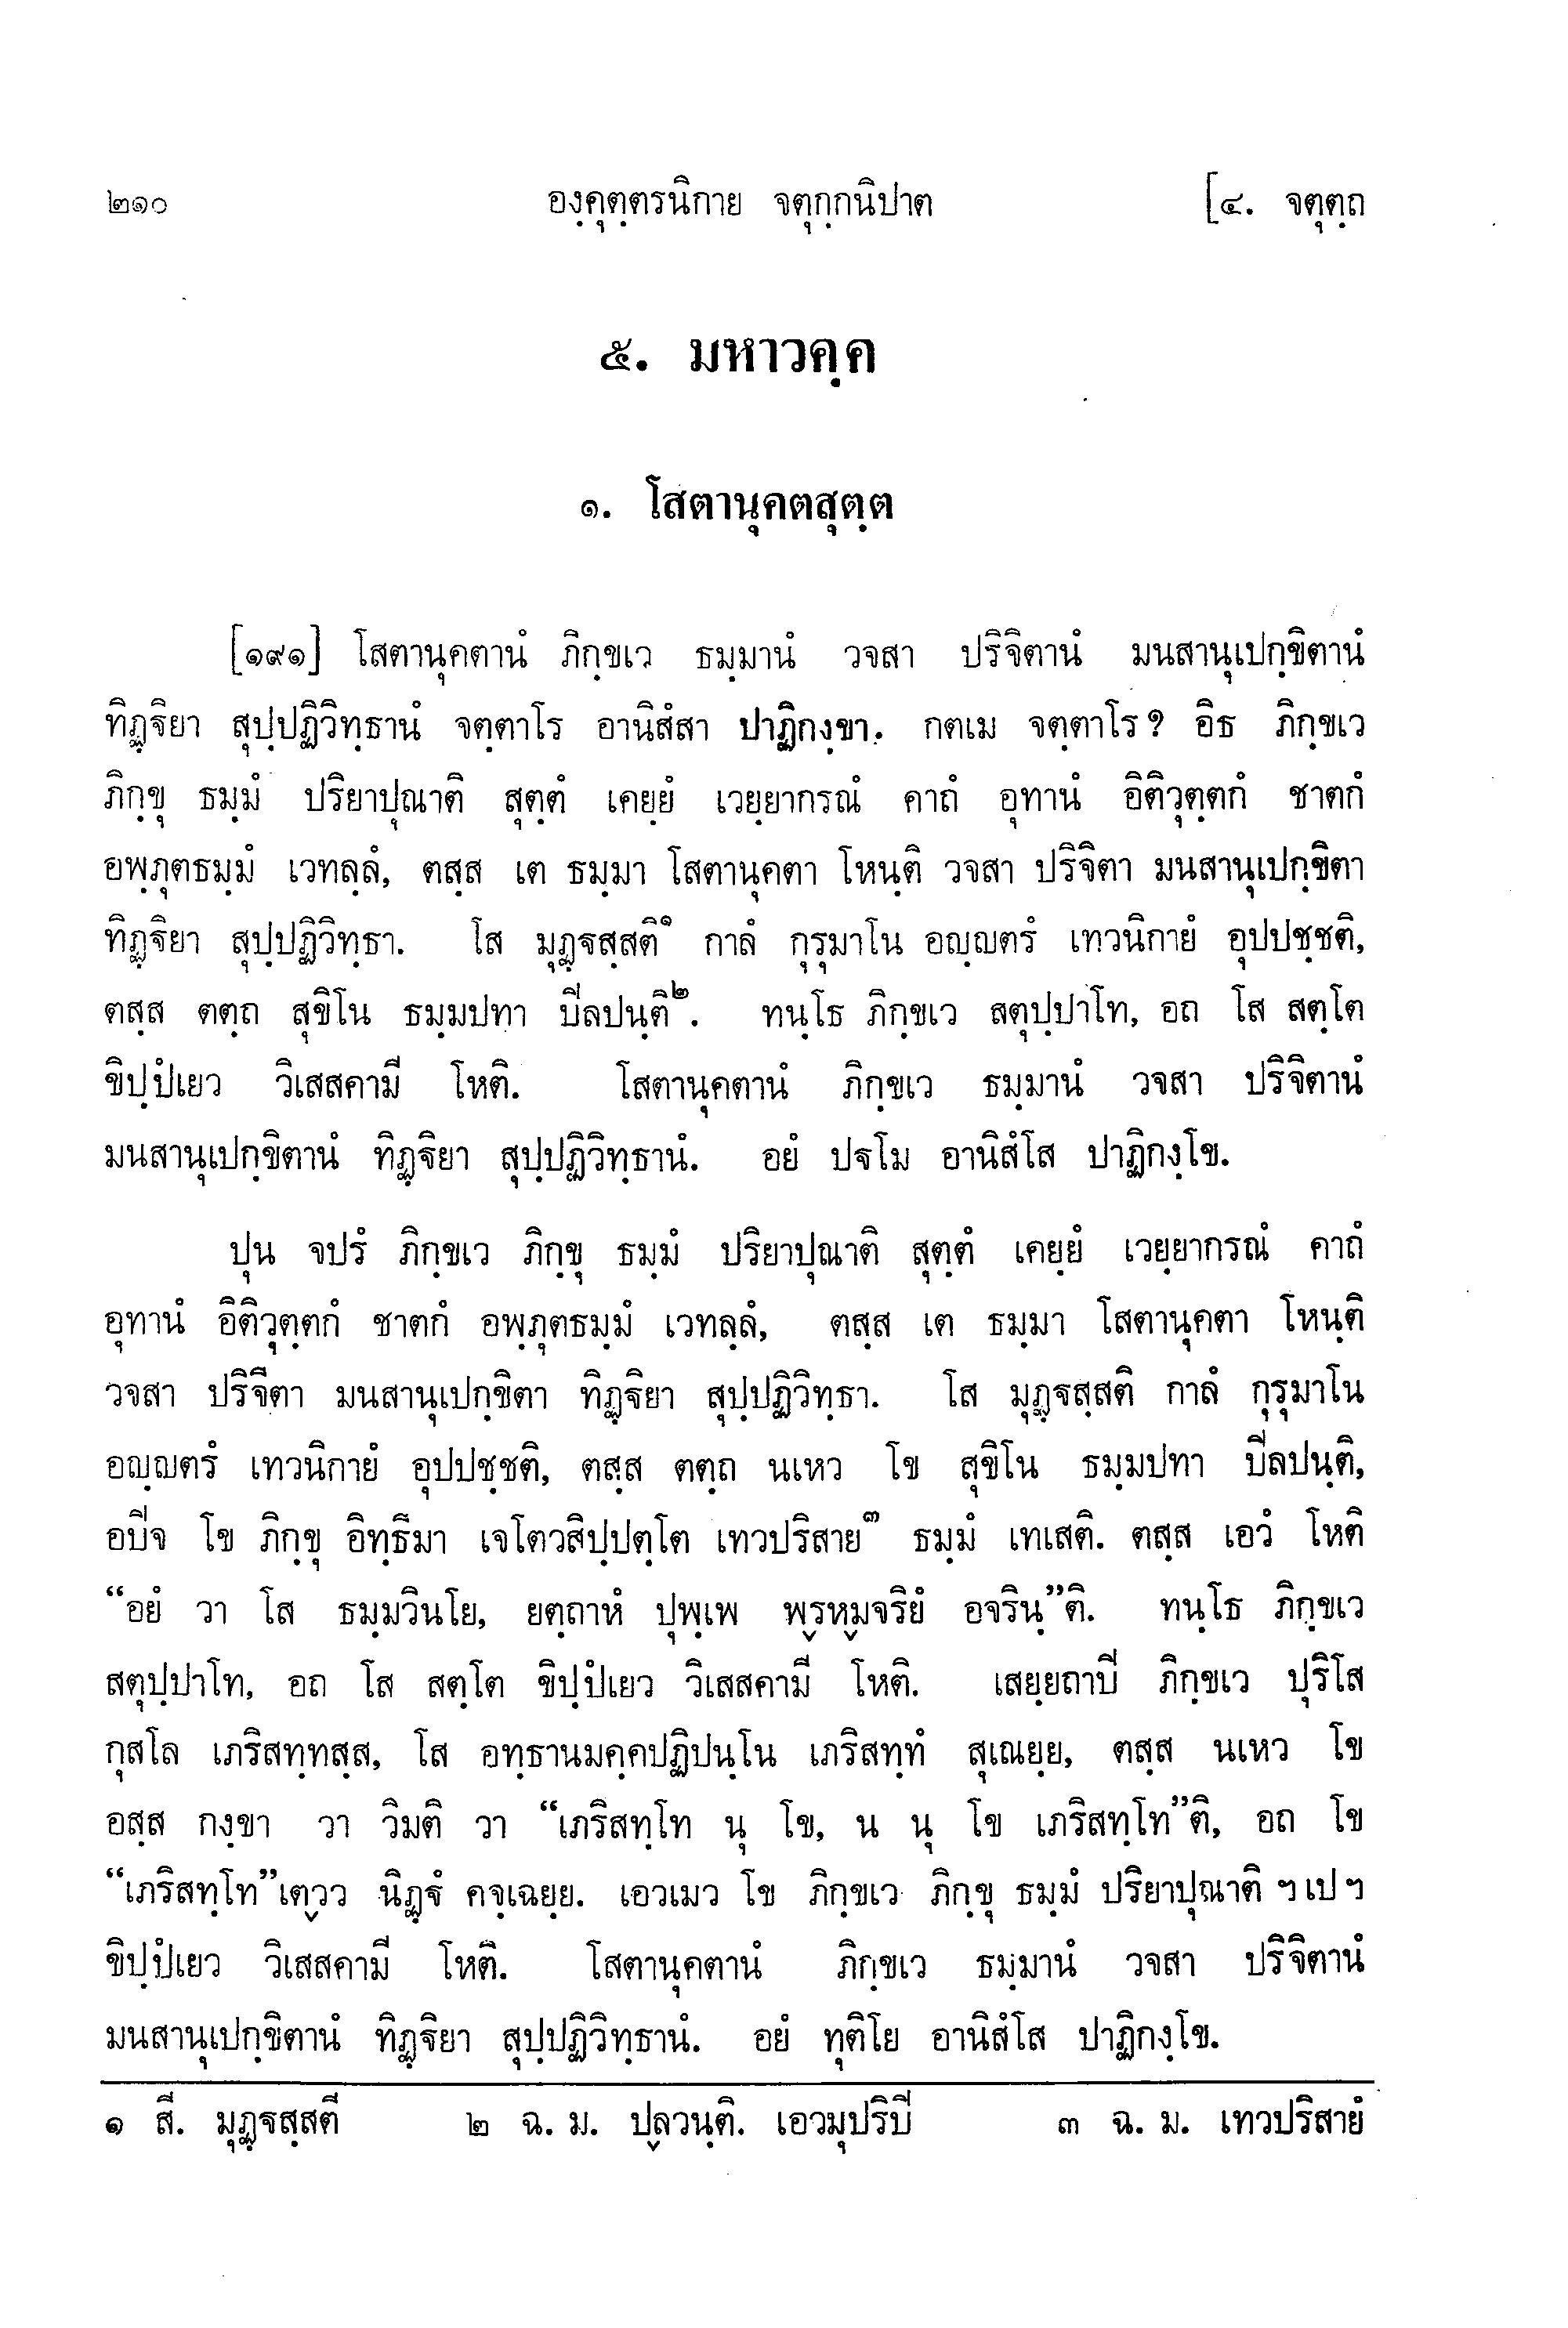 ๒๑๐ องฺคุตฺตรนิกาย จตุกฺกนิปาต [๔. จตุตฺถ
๕. มหาวคฺค
๑. โสตานุคตสุตฺต
[๑๙๑] โสตานุคตานํ ภิกฺขเว ธมฺมานํ วจสา ปริจิตานํ มนสานุเปกฺขิตานํ
ทิฏฺฐิยา สุปฺปฏิวิทฺธานํ จตฺตาโร อานิสํสา ปาฏิกงฺขา. กตเม จตฺตาโร? อิธ ภิกฺขเว
ภิกฺขุ ธมฺมํ ปริยาปุณาติ สุตฺตํ เคยฺยํ เวยฺยากรณํ คาถํ อุทานํ อิติวุตฺตกํ ชาตกํ
อพฺภุตธมฺมํ เวทลฺลํ, ตสฺส เต ธมฺมา โสตานุคตา โหนฺติ วจสา ปริจิตา มนสานุเปกฺขิตา
ทิฏฺฐิยา สุปฺปฏิวิทฺธา. โส มุฏฺฐสฺสติ๑ กาลํ กุรุมาโน อญฺญตรํ เทวนิกายํ อุปปชฺชติ,
ตสฺส ตตฺถ สุขิโน ธมฺมปทา ปิลปนฺติ๒. ทนฺโธ ภิกฺขเว สตุปฺปาโท, อถ โส สตฺโต
ขิปฺปํเยว วิเสสคามี โหติ. โสตานุคตานํ ภิกฺขเว ธมฺมานํ วจสา ปริจิตานํ
มนสานุเปกฺขิตานํ ทิฏฺฐิยา สุปฺปฏิวิทฺธานํ. อยํ ปฐโม อานิสํโส ปาฏิกงฺโข.
ปุน จปรํ ภิกฺขเว ภิกฺขุ ธมฺมํ ปริยาปุณาติ สุตฺตํ เคยฺยํ เวยฺยากรณํ คาถํ
อุทานํ อิติวุตฺตกํ ชาตกํ อพฺภุตธมฺมํ เวทลฺลํ, ตสฺส เต ธมฺมา โสตานุคตา โหนฺติ
วจสา ปริจิตา มนสานุเปกฺขิตา ทิฏฺฐิยา สุปฺปฏิวิทฺธา. โส มุฏฺฐสฺสติ กาลํ กุรุมาโน
อญฺญตรํ เทวนิกายํ อุปปชฺชติ, ตสฺส ตตฺถ นเหว โข สุขิโน ธมฺมปทา ปิลปนฺติ,
อปิจ โข ภิกฺขุ อิทฺธิมา เจโตวสิปฺปตฺโต เทวปริสาย๓ ธมฺมํ เทเสติ. ตสฺส เอวํ โหติ
“อยํ วา โส ธมฺมวินโย, ยตฺถาหํ ปุพฺเพ พฺรหฺมจริยํ อจรินฺ”ติ. ทนฺโธ ภิกฺขเว
สตุปฺปาโท, อถ โส สตฺโต ขิปฺปํเยว วิเสสคามี โหติ. เสยฺยถาปิ ภิกฺขเว ปุริโส
กุสโล เภริสทฺทสฺส, โส อทฺธานมคฺคปฏิปนฺโน เภริสทฺทํ สุเณยฺย, ตสฺส นเหว โข
อสฺส กงฺขา วา วิมติ วา “เภริสทฺโท นุ โข, น นุ โข เภริสทฺโท”ติ, อถ โข
“เภริสทฺโท”เตฺวว นิฏฺฐํ คจฺเฉยฺย. เอวเมว โข ภิกฺขเว ภิกฺขุ ธมฺมํ ปริยาปุณาติ ฯ เป ฯ
ขิปฺปํเยว วิเสสคามี โหติ. โสตานุคตานํ ภิกฺขเว ธมฺมานํ วจสา ปริจิตานํ
มนสานุเปกฺขิตานํ ทิฏฺฐิยา สุปฺปฏิวิทฺธานํ. อยํ ทุติโย อานิสํโส ปาฏิกงฺโข.
๑ สี. มุฏฺฐสฺสตี ๒ ฉ. ม. ปฺลวนฺติ. เอวมุปริปิ ๓ ฉ. ม. เทวปริสายํ